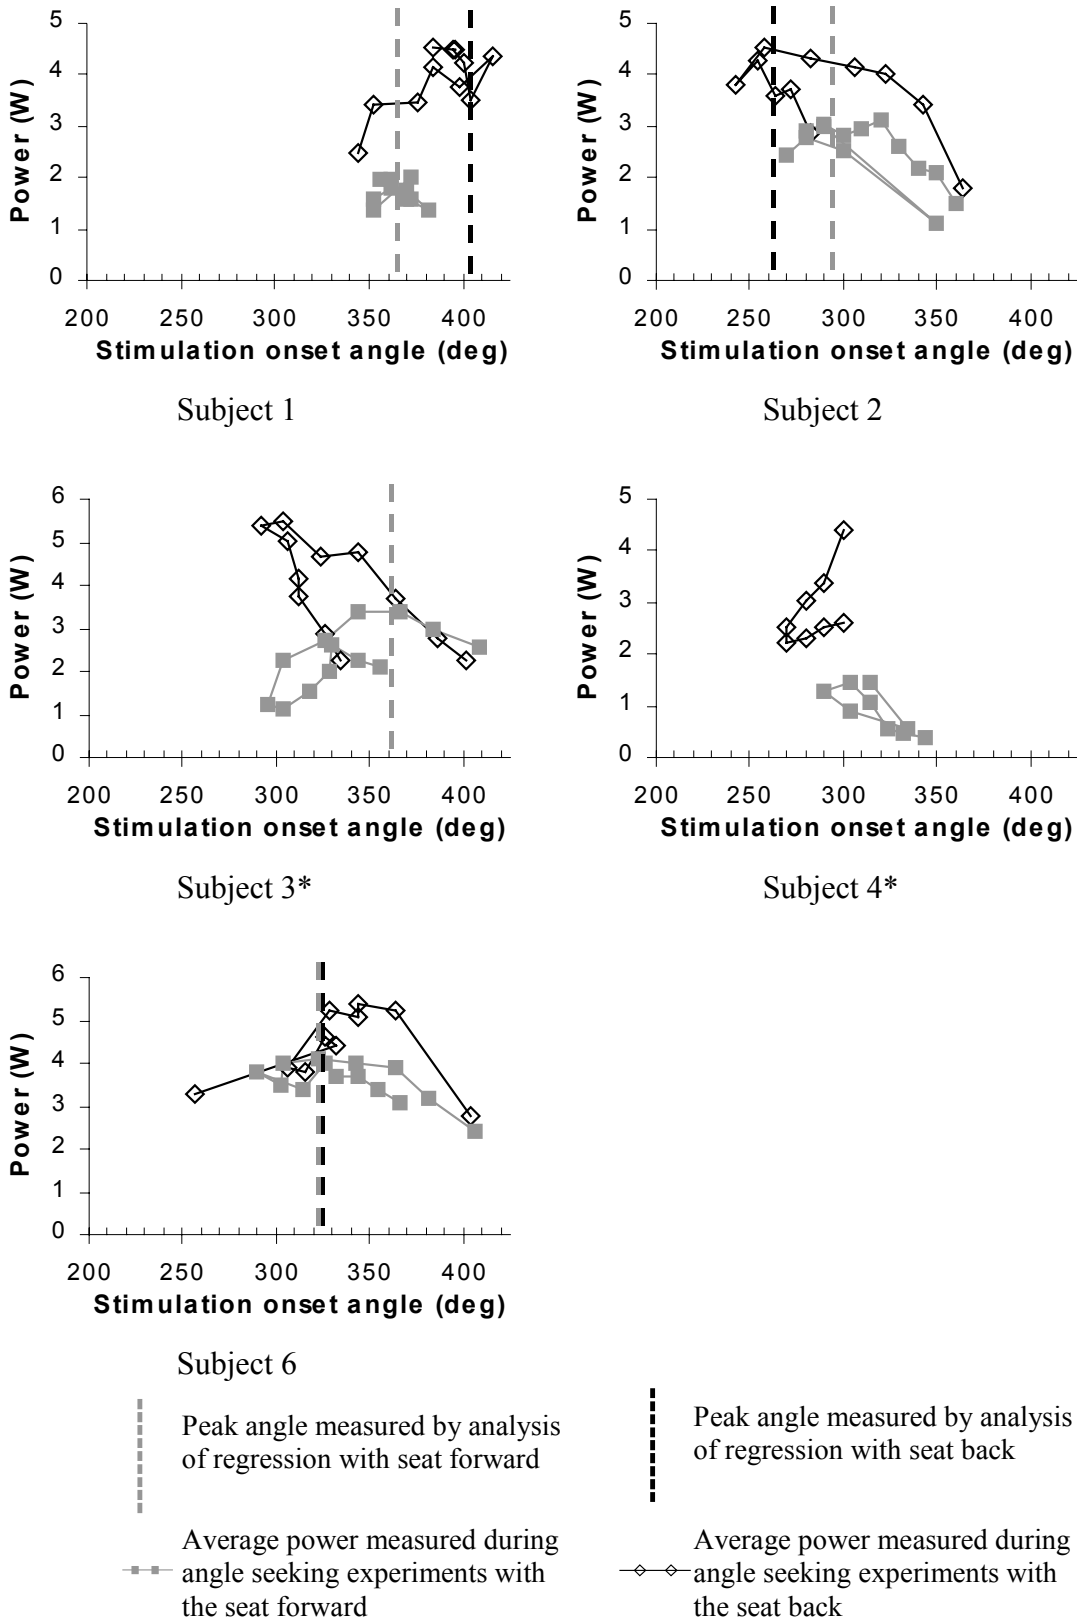 5
4
3
2
1
0
Power (W)
200 250 300 350 400
Stimulation onset angle (deg)
Subject 1
5
4
3
2
1
0
Power (W)
200 250 300 350 400
Stimulation onset angle (deg)
Subject 2
6
5
4
3
2
1
0
Power (W)
200 250 300 350 400
Stimulation onset angle (deg)
Subject 3*
5
4
3
2
1
0
Power (W)
200 250 300 350 400
Stimulation onset angle (deg)
Subject 4*
6
5
4
3
2
1
0
Power (W)
200 250 300 350 400
Stimulation onset angle (deg)
Subject 6
Peak angle measured by analysis
of regression with seat forward
Peak angle measured by analysis
of regression with seat back
Average power measured during
angle seeking experiments with
the seat forward
Average power measured during
angle seeking experiments with
the seat back